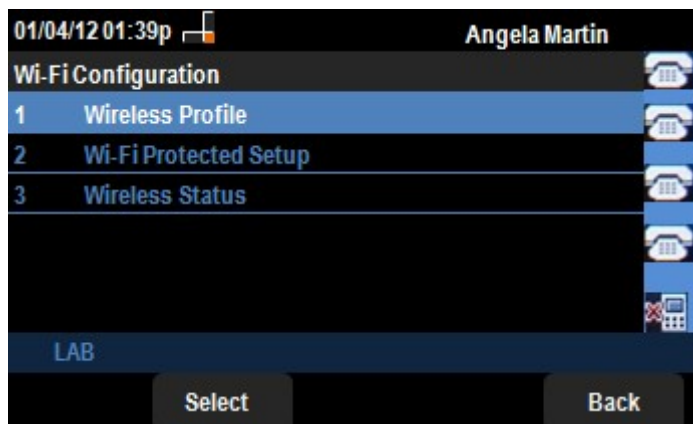 01/04/12 01:39p Angela Martin
Wi-Fi Configuration
1 Wireless Profile
2 Wi-Fi Protected Setup
3 Wireless Status
LAB
Select Back